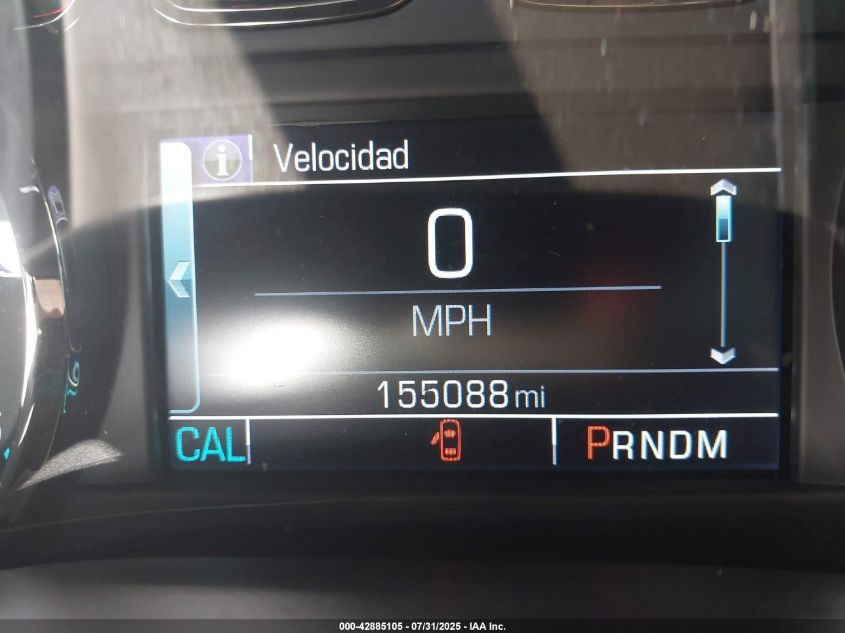 Velocidad
0
MPH
155088 mi
CAL PRNDM
000-42885105 - 07/31/2025 - IAA Inc.